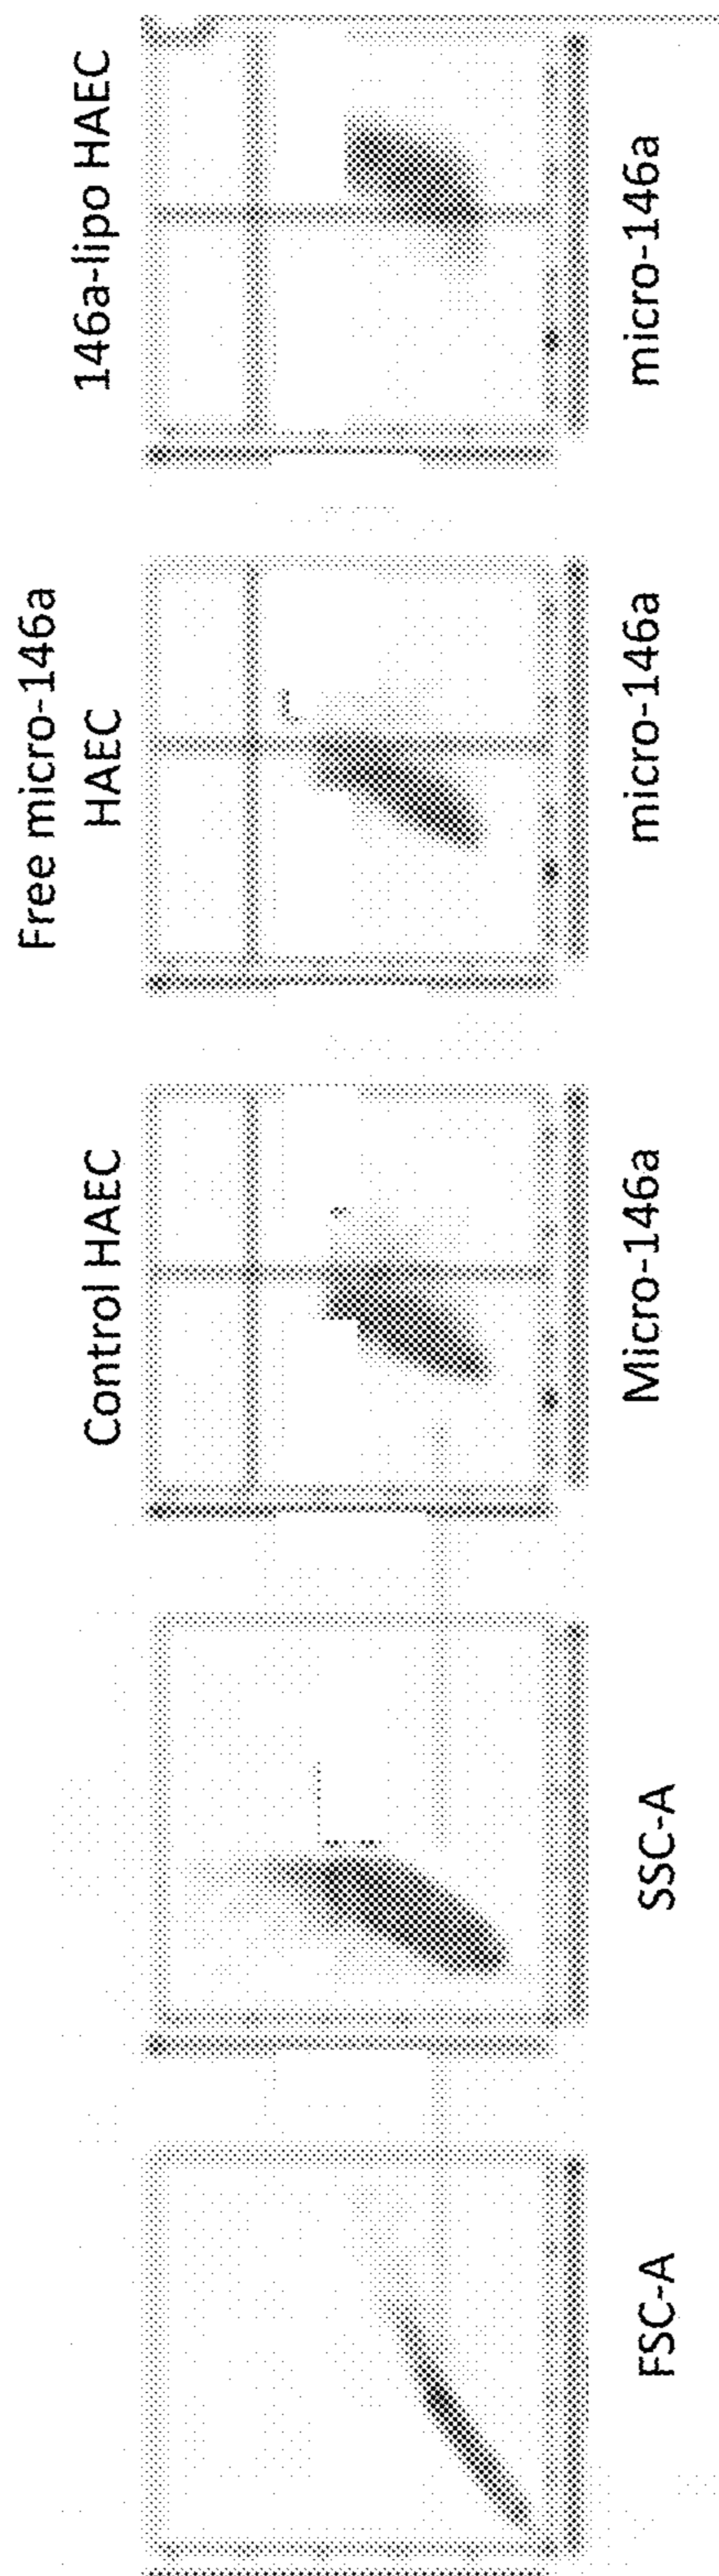 Control HAEC
Free micro-146a
HAEC
146a-lipo HAEC
FSC-A
SSC-A
Micro-146a
micro-146a
micro-146a